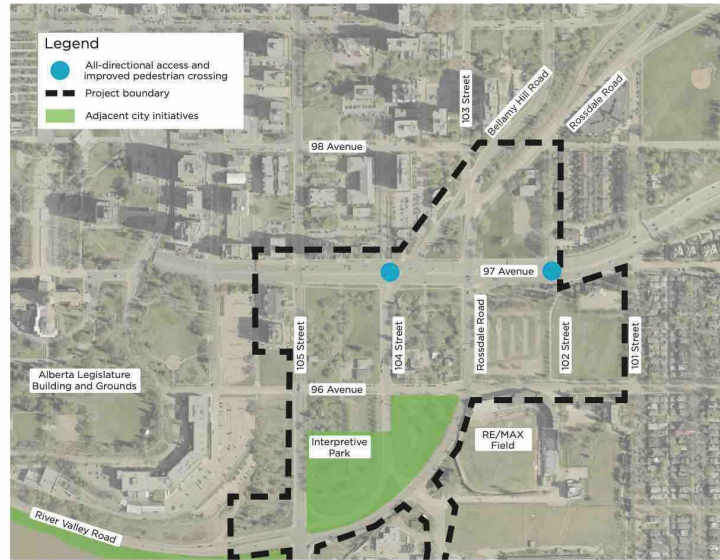 Legend
All-directional access and
improved pedestrian crossing
Project boundary
Adjacent city initiatives
103 Street
Bellamy Hill Road
Rossdale Road
98 Avenue
97 Avenue
105 Street
104 Street
Rossdale Road
102 Street
101 Street
Alberta Legislature
Building and Grounds
96 Avenue
Interpretive
Park
RE/MAX
Field
River Valley Road